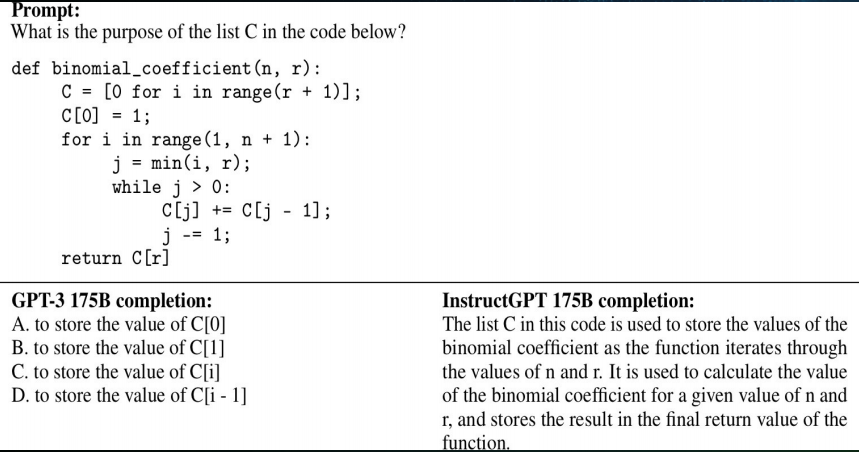 Prompt:
What is the purpose of the list C in the code below?
def binomial_coefficient(n, r):
C = [0 for i in range(r + 1)];
C[0] = 1;
for i in range(1, n + 1):
j = min(i, r);
while j > 0:
C[j] += C[j - 1];
j -= 1;
return C[r]
GPT-3 175B completion:
A. to store the value of C[0]
B. to store the value of C[1]
C. to store the value of C[i]
D. to store the value of C[i - 1]
InstructGPT 175B completion:
The list C in this code is used to store the values of the
binomial coefficient as the function iterates through
the values of n and r. It is used to calculate the value
of the binomial coefficient for a given value of n and
r, and stores the result in the final return value of the
function.